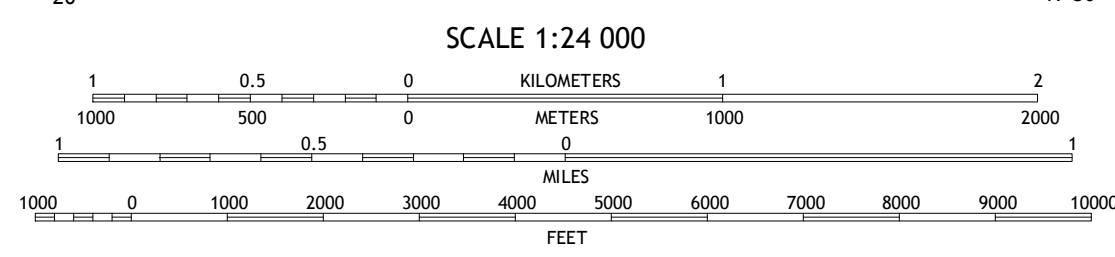 SCALE 1:24 000
1 0.5 0 KILOMETERS 1 2
1000 500 0 METERS 1000 2000
1 0.5 0 1
MILES
1000 0 1000 2000 3000 4000 5000 6000 7000 8000 9000 10000
FEET